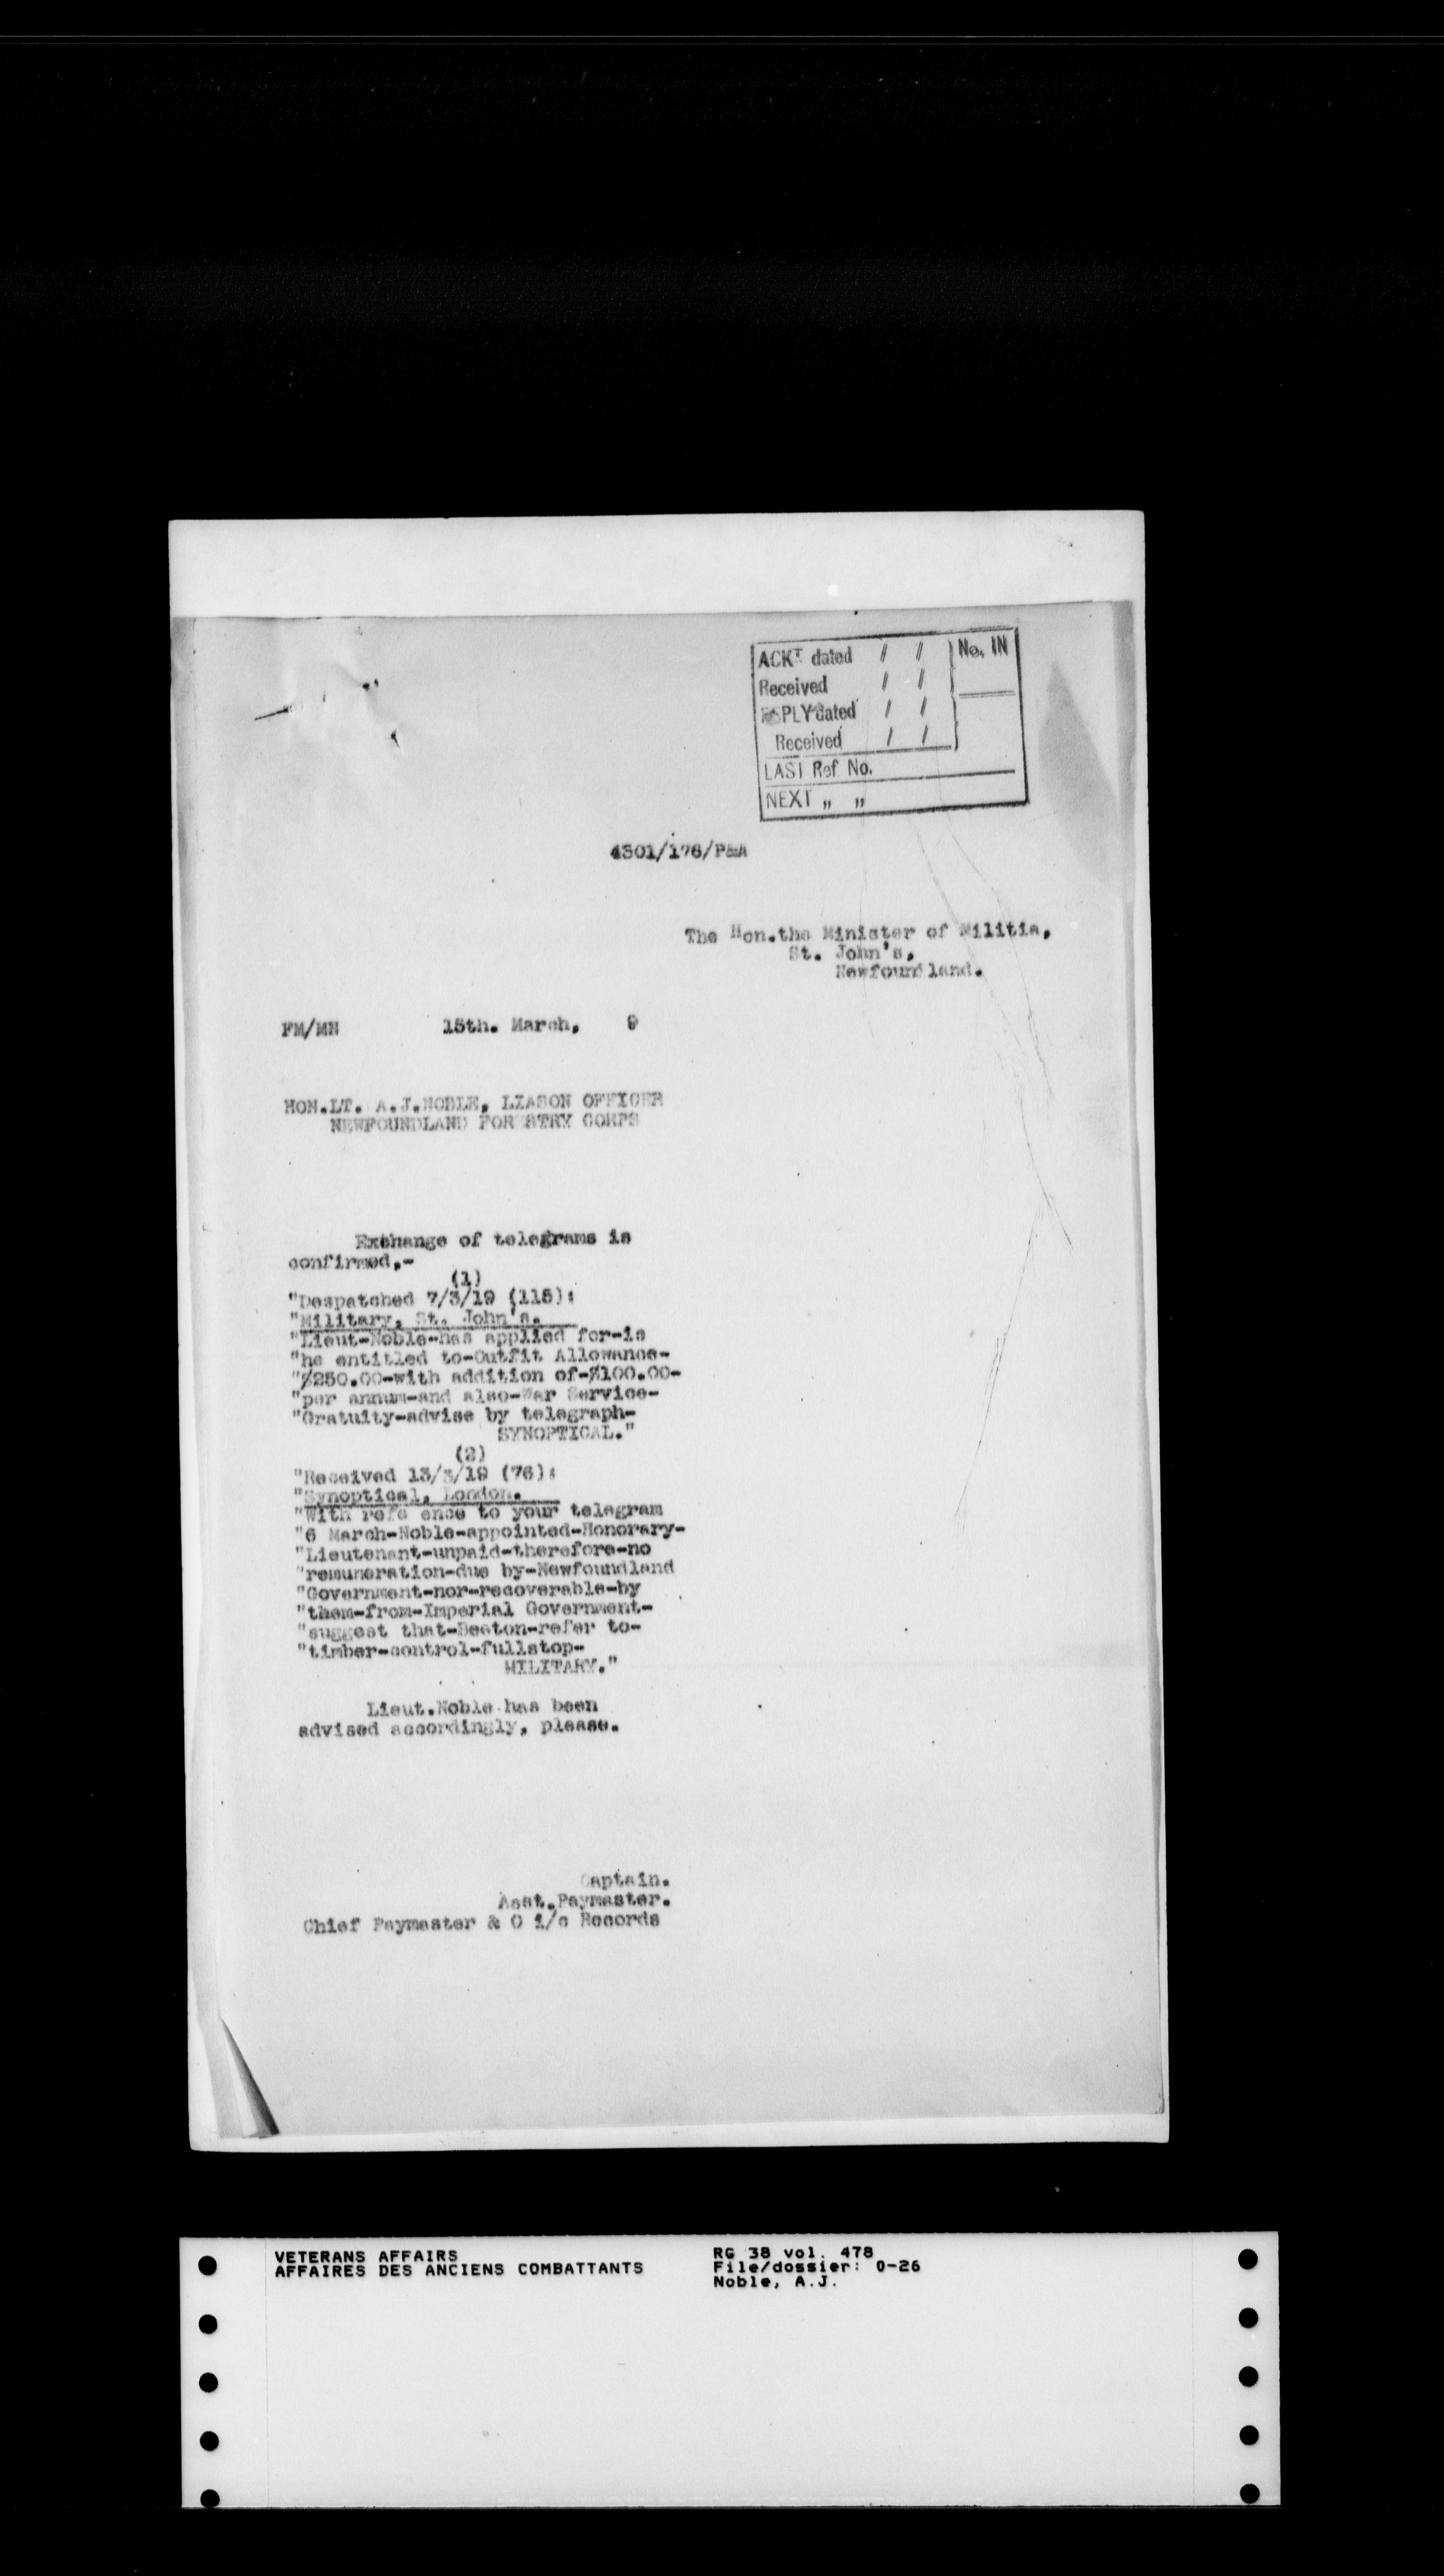 ACKT dated / / No. IN
Received / /
REPLY dated / /
Received / /
LAST Ref No.
NEXT „ „
4301/176/P&A
The Hon.the Minister of Militia,
St. John's,
Newfoundland.
FM/MN 15th. March, 9
HON.LT. A.J.NOBLE, LIASON OFFICER
NEWFOUNDLAND FORESTRY CORPS
Exchange of telegrams is
confirmed,-
(1)
"Despatched 7/3/19 (115):
"Military, St. John's.
"Lieut-Noble-has applied for-is
"he entitled to-Outfit Allowance-
"$250.00-with addition of-$100.00-
"per annum-and also-War Service-
"Gratuity-advise by telegraph-
SYNOPTICAL."
(2)
"Received 13/3/19 (76):
"Synoptical, London.
"With refe ence to your telegram
"6 March-Noble-appointed-Honorary-
"Lieutenant-unpaid-therefore-no
"remuneration-due by-Newfoundland
"Government-nor-recoverable-by
"them-from-Imperial Government-
"suggest that-Beeton-refer to-
"timber-control-fullstop-
MILITARY."
Lieut.Noble has been
advised accordingly, please.
Captain.
Asst.Paymaster.
Chief Paymaster & O i/c Records
VETERANS AFFAIRS
AFFAIRES DES ANCIENS COMBATTANTS
RG 38 vol. 478
File/dossier: 0-26
Noble, A.J.